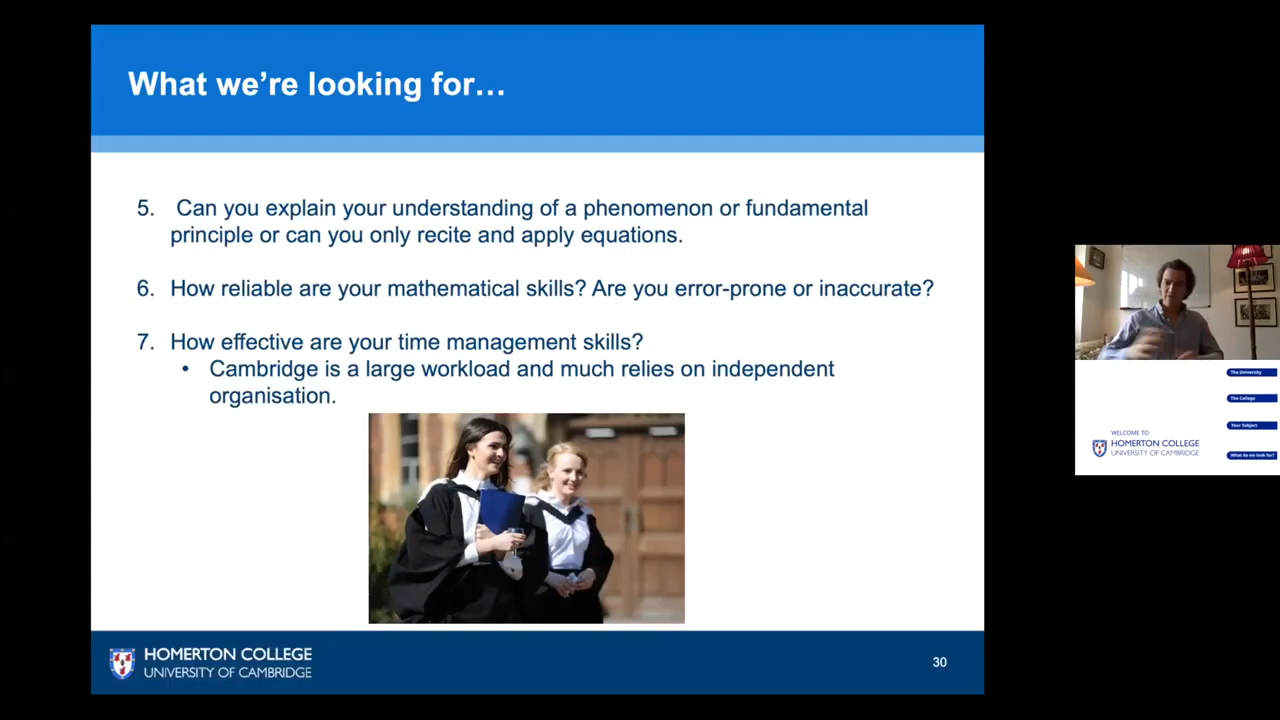 What we're looking for…
5. Can you explain your understanding of a phenomenon or fundamental
principle or can you only recite and apply equations.
6. How reliable are your mathematical skills? Are you error-prone or inaccurate?
7. How effective are your time management skills?
• Cambridge is a large workload and much relies on independent
organisation.
HOMERTON COLLEGE
UNIVERSITY OF CAMBRIDGE
30
The University
The College
Your Subject
What do we look for?
WELCOME TO
HOMERTON COLLEGE
UNIVERSITY OF CAMBRIDGE